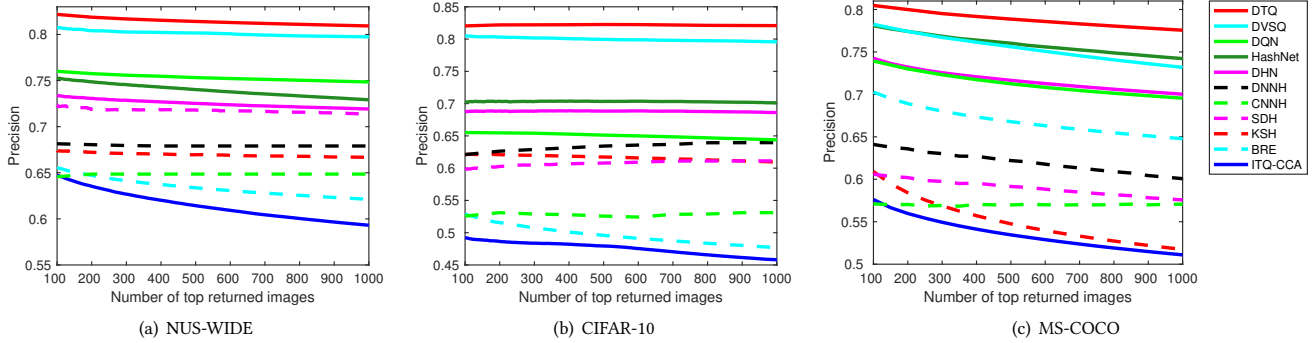 0.8
0.75
0.7
0.65
0.6
0.55
Precision
100 200 300 400 500 600 700 800 900 1000
Number of top returned images
(a) NUS-WIDE
0.85
0.8
0.75
0.7
0.65
0.6
0.55
0.5
0.45
Precision
100 200 300 400 500 600 700 800 900 1000
Number of top returned images
(b) CIFAR-10
0.8
0.75
0.7
0.65
0.6
0.55
0.5
Precision
100 200 300 400 500 600 700 800 900 1000
Number of top returned images
(c) MS-COCO
DTQ
DVSQ
DQN
HashNet
DHN
DNNH
CNNH
SDH
KSH
BRE
ITQ-CCA